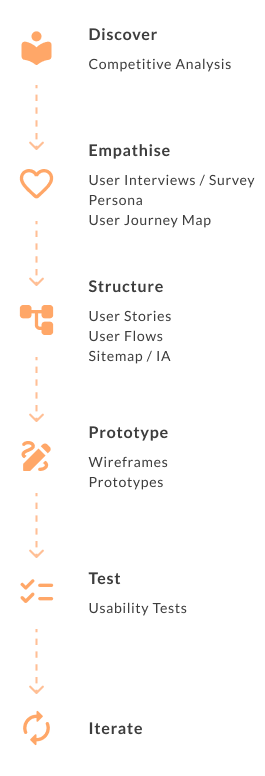 Discover
Competitive Analysis
Empathise
User Interviews / Survey
Persona
User Journey Map
Structure
User Stories
User Flows
Sitemap / IA
Prototype
Wireframes
Prototypes
Test
Usability Tests
Iterate